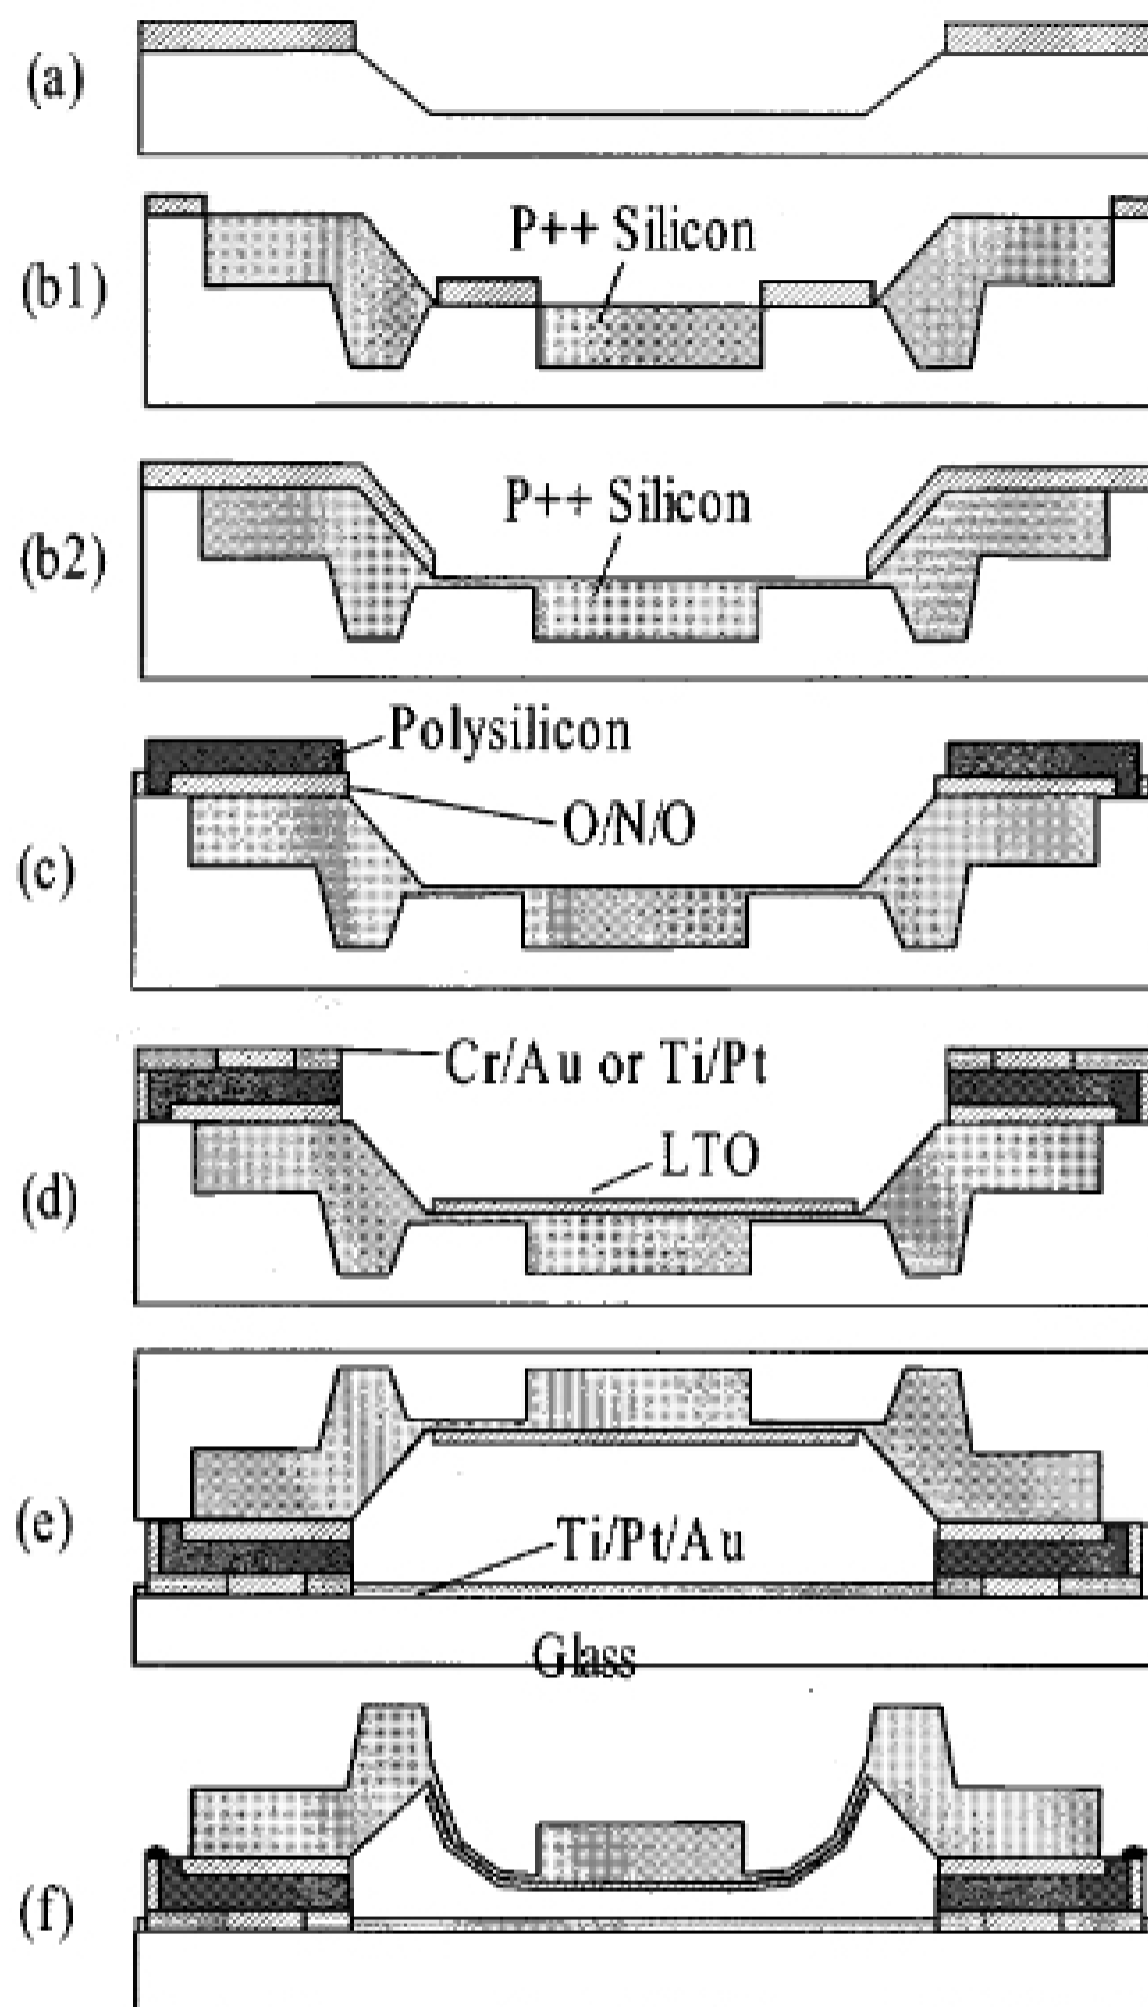 (a)
P++ Silicon
(b1)
P++ Silicon
(b2)
Polysilicon
O/N/O
(c)
Cr/Au or Ti/Pt
LTO
(d)
(e)
Ti/Pt/Au
Glass
(f)